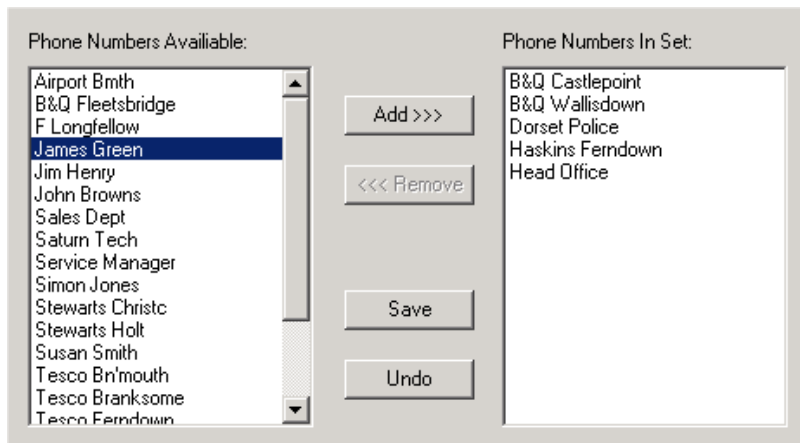 Phone Numbers Availiable:
Airport Bmth
B&Q Fleetsbridge
F Longfellow
James Green
Jim Henry
John Browns
Sales Dept
Saturn Tech
Service Manager
Simon Jones
Stewarts Christc
Stewarts Holt
Susan Smith
Tesco Bn'mouth
Tesco Branksome
Tesco Ferndown
Add >>>
<<< Remove
Save
Undo
Phone Numbers In Set:
B&Q Castlepoint
B&Q Wallisdown
Dorset Police
Haskins Ferndown
Head Office